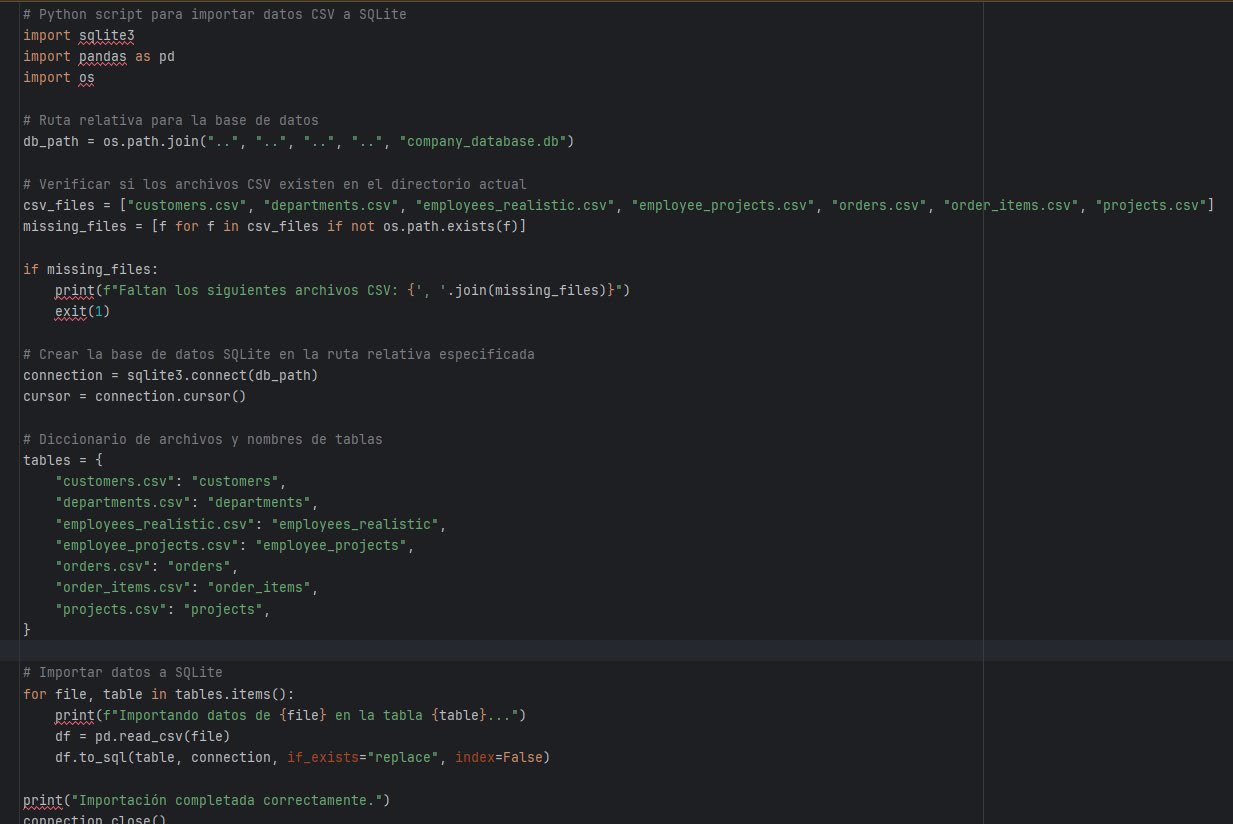 # Python script para importar datos CSV a SQLite
import sqlite3
import pandas as pd
import os
# Ruta relativa para la base de datos
db_path = os.path.join("..", "..", "..", "..", "company_database.db")
# Verificar si los archivos CSV existen en el directorio actual
csv_files = ["customers.csv", "departments.csv", "employees_realistic.csv", "employee_projects.csv", "orders.csv", "order_items.csv", "projects.csv"]
missing_files = [f for f in csv_files if not os.path.exists(f)]
if missing_files:
    print(f"Faltan los siguientes archivos CSV: {', '.join(missing_files)}")
    exit(1)
# Crear la base de datos SQLite en la ruta relativa especificada
connection = sqlite3.connect(db_path)
cursor = connection.cursor()
# Diccionario de archivos y nombres de tablas
tables = {
    "customers.csv": "customers",
    "departments.csv": "departments",
    "employees_realistic.csv": "employees_realistic",
    "employee_projects.csv": "employee_projects",
    "orders.csv": "orders",
    "order_items.csv": "order_items",
    "projects.csv": "projects",
}
# Importar datos a SQLite
for file, table in tables.items():
    print(f"Importando datos de {file} en la tabla {table}...")
    df = pd.read_csv(file)
    df.to_sql(table, connection, if_exists="replace", index=False)
print("Importación completada correctamente.")
connection.close()